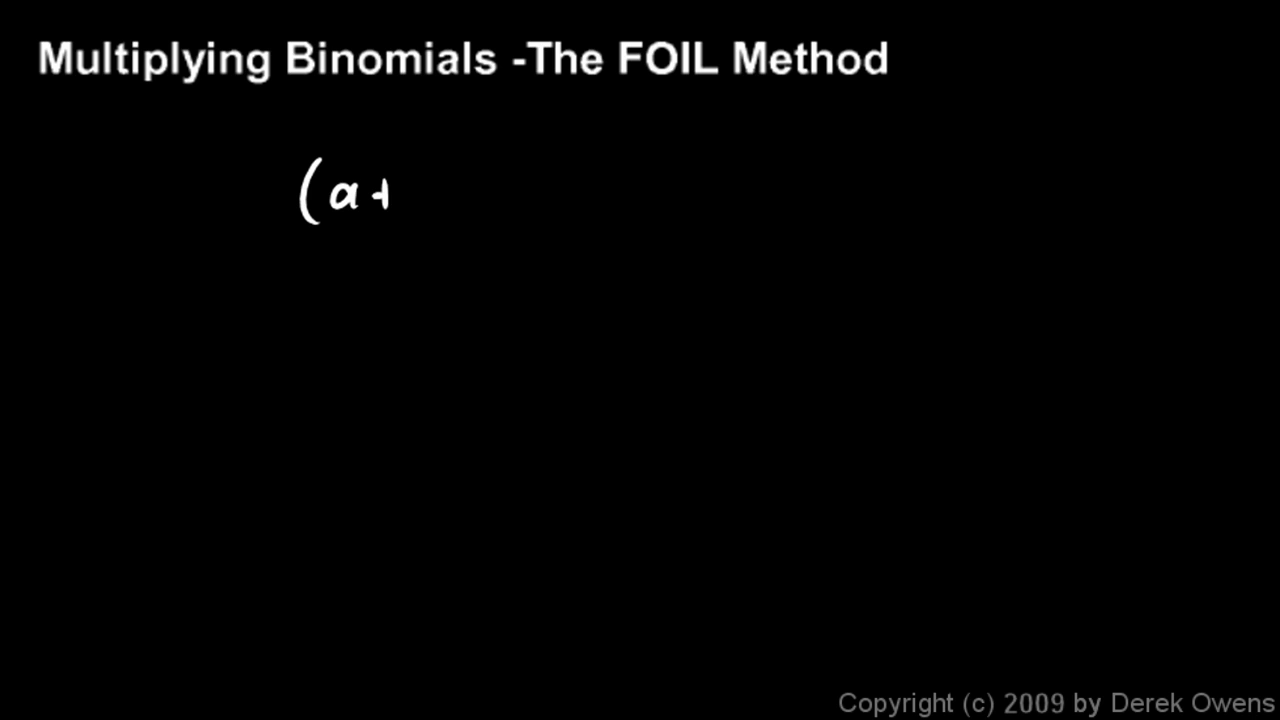 Multiplying Binomials -The FOIL Method
(a +
Copyright (c) 2009 by Derek Owens